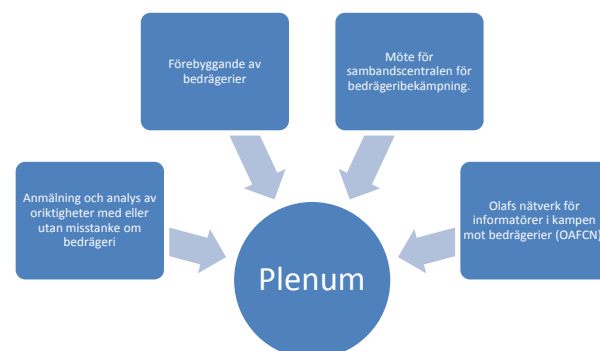 Förebyggande av
bedrägerier
Möte för
sambandscentralen för
bedrägeribekämpning.
Anmälning och analys av
oriktigheter med eller
utan misstanke om
bedrägeri
Olafs nätverk för
informatörer i kampen
mot bedrägerier (OAFCN)
Plenum